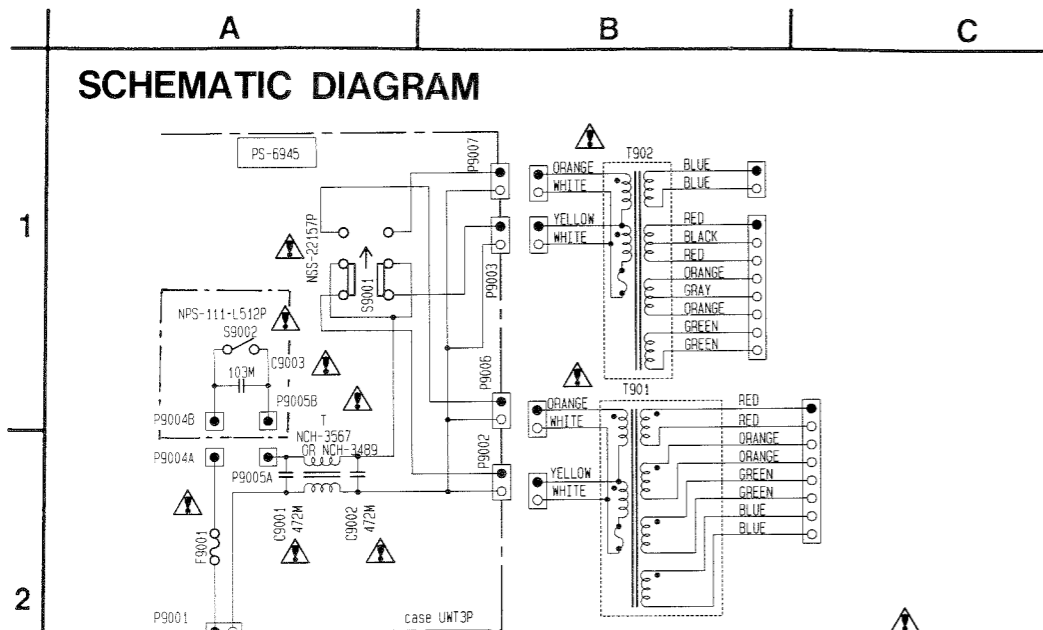 A B C
SCHEMATIC DIAGRAM
1
2
PS-6945
P9007
NSS-22157P
S9001
P9003
NPS-111-L512P
S9002
C9003
103M
P9005B
P9004B
P9006
T
NCH-3567
OR NCH-3489
P9004A
P9005A
P9002
C9001
472M
C9002
472M
F9001
P9001
case UWT3P
T902
ORANGE
WHITE
YELLOW
WHITE
BLUE
BLUE
RED
BLACK
RED
ORANGE
GRAY
ORANGE
GREEN
GREEN
T901
ORANGE
WHITE
YELLOW
WHITE
RED
RED
ORANGE
ORANGE
GREEN
GREEN
BLUE
BLUE